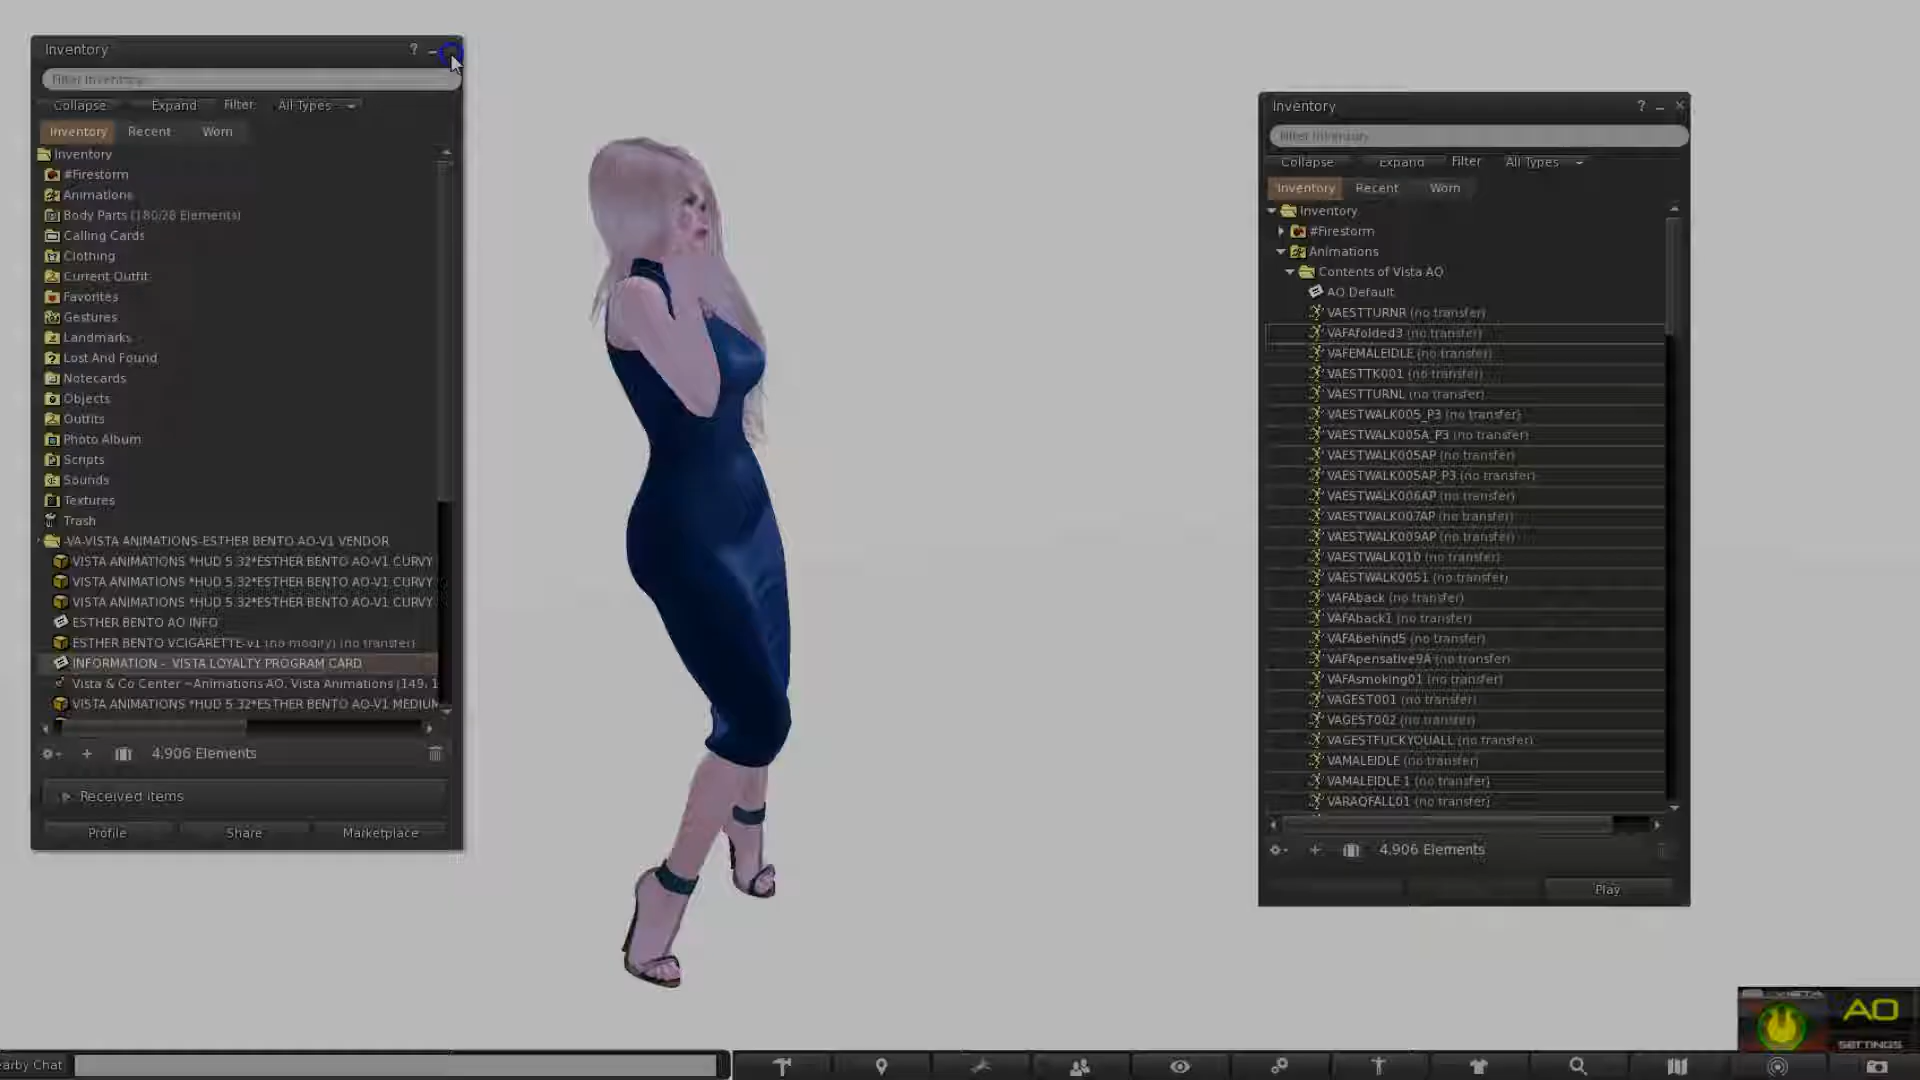 Inventory
?
Filter Inventory
Collapse Expand Filter: All Types
Inventory Recent Worn
Inventory
#Firestorm
Animations
Body Parts (18028 Elements)
Calling Cards
Clothing
Current Outfit
Favorites
Gestures
Landmarks
Lost And Found
Notecards
Objects
Outfits
Photo Album
Scripts
Sounds
Textures
Trash
-VA-VISTA ANIMATIONS-ESTHER BENTO AO-V1 VENDOR
VISTA ANIMATIONS *HUD 5.32*ESTHER BENTO AO-V1 CURVY
VISTA ANIMATIONS *HUD 5.32*ESTHER BENTO AO-V1 CURVY
VISTA ANIMATIONS *HUD 5.32*ESTHER BENTO AO-V1 CURVY
ESTHER BENTO AO INFO
ESTHER BENTO VCIGARETTE-V1 (no modify) (no transfer)
INFORMATION - VISTA LOYALTY PROGRAM CARD
Vista & Co Center ~Animations AO, Vista Animations (149, 1
VISTA ANIMATIONS *HUD 5.32*ESTHER BENTO AO-V1 MEDIUM
4,906 Elements
Received Items
Profile Share Marketplace
Inventory
?
Filter Inventory
Collapse Expand Filter All Types
Inventory Recent Worn
Inventory
#Firestorm
Animations
Contents of Vista AO
AO Default
VAESTTURNR (no transfer)
VAFAfolded3 (no transfer)
VAFEMALEIDLE (no transfer)
VAESTTK001 (no transfer)
VAESTTURNL (no transfer)
VAESTWALK005_P3 (no transfer)
VAESTWALK005A_P3 (no transfer)
VAESTWALK005AP (no transfer)
VAESTWALK005AP_P3 (no transfer)
VAESTWALK006AP (no transfer)
VAESTWALK007AP (no transfer)
VAESTWALK009AP (no transfer)
VAESTWALK010 (no transfer)
VAESTWALK0051 (no transfer)
VAFAback (no transfer)
VAFAback1 (no transfer)
VAFAbehind5 (no transfer)
VAFApensative9A (no transfer)
VAFAsmoking01 (no transfer)
VAGEST001 (no transfer)
VAGEST002 (no transfer)
VAGESTFUCKYOUALL (no transfer)
VAMALEIDLE (no transfer)
VAMALEIDLE 1 (no transfer)
VARAOFALL01 (no transfer)
4,906 Elements
Play
VISTA
AO
SETTINGS
earby Chat